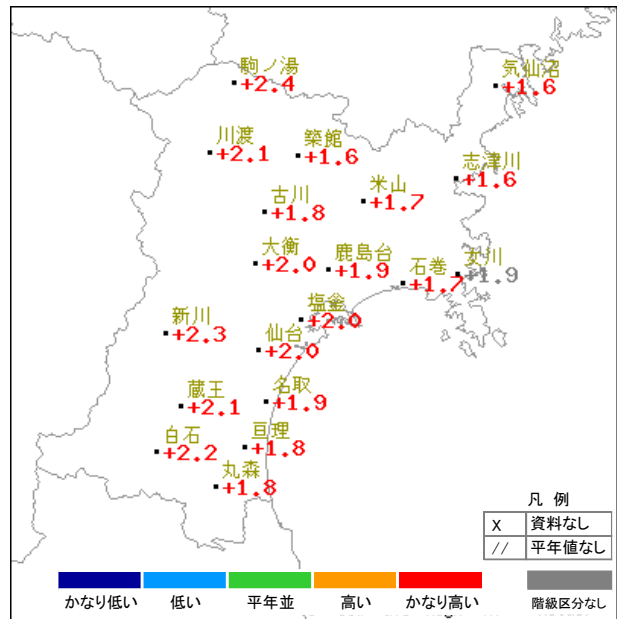 駒ノ湯
+2.4
気仙沼
+1.6
川渡
+2.1
築館
+1.6
志津川
+1.6
米山
+1.7
古川
+1.8
大衡
+2.0
鹿島台
+1.9
石巻
+1.7
女川
+1.9
塩釜
+2.0
新川
+2.3
仙台
+2.0
蔵王
+2.1
名取
+1.9
白石
+2.2
亘理
+1.8
丸森
+1.8
凡 例
x 資料なし
// 平年値なし
かなり低い 低い 平年並 高い かなり高い 階級区分なし